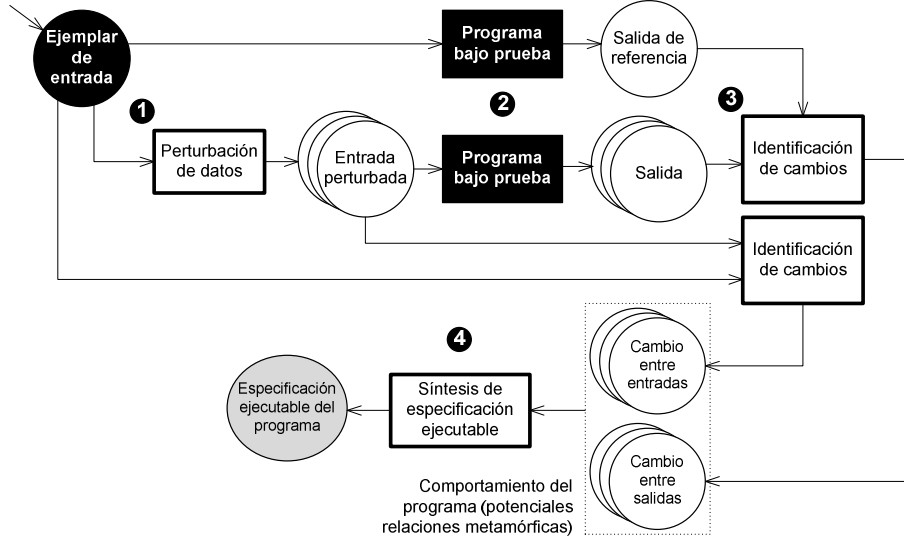 Ejemplar
de
entrada
Programa
bajo prueba
Salida de
referencia
1
2
3
Perturbación
de datos
Entrada
perturbada
Programa
bajo prueba
Salida
Identificación
de cambios
Identificación
de cambios
4
Cambio
entre
entradas
Especificación
ejecutable del
programa
Síntesis de
especificación
ejecutable
Cambio
entre
salidas
Comportamiento del
programa (potenciales
relaciones metamórficas)